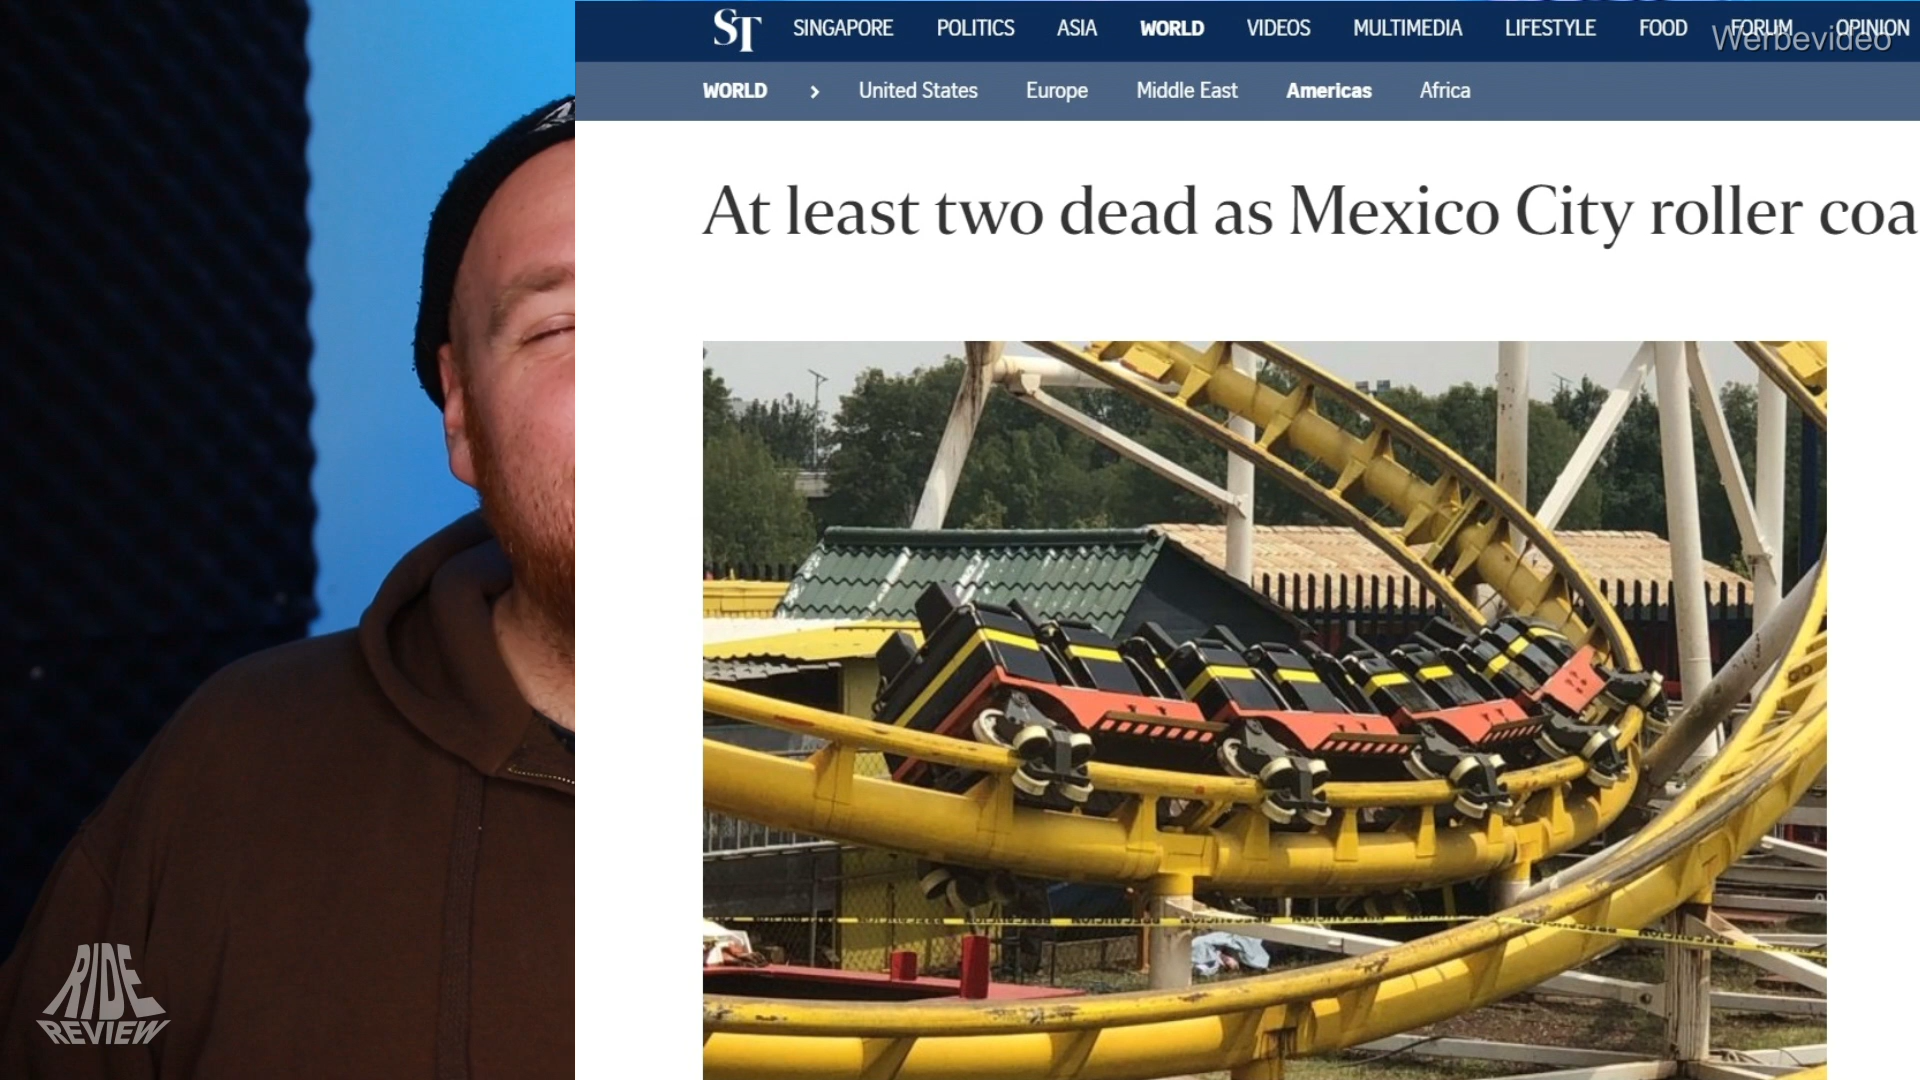 ST SINGAPORE POLITICS ASIA WORLD VIDEOS MULTIMEDIA LIFESTYLE FOOD FORUM OPINION
Werbevideo
WORLD > United States Europe Middle East Americas Africa
At least two dead as Mexico City roller coa
RIDE
REVIEW